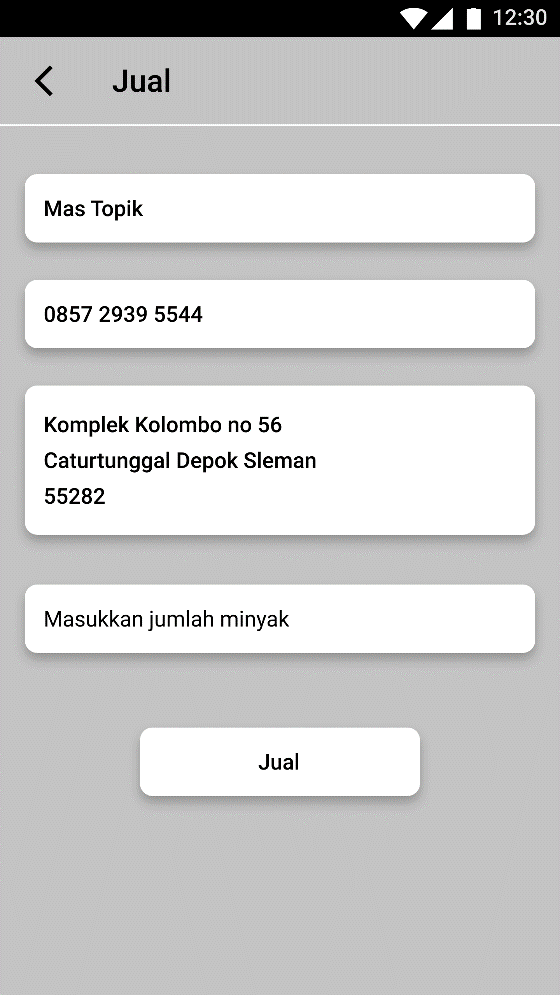 12:30
Jual
Mas Topik
0857 2939 5544
Komplek Kolombo no 56
Caturtunggal Depok Sleman
55282
Masukkan jumlah minyak
Jual